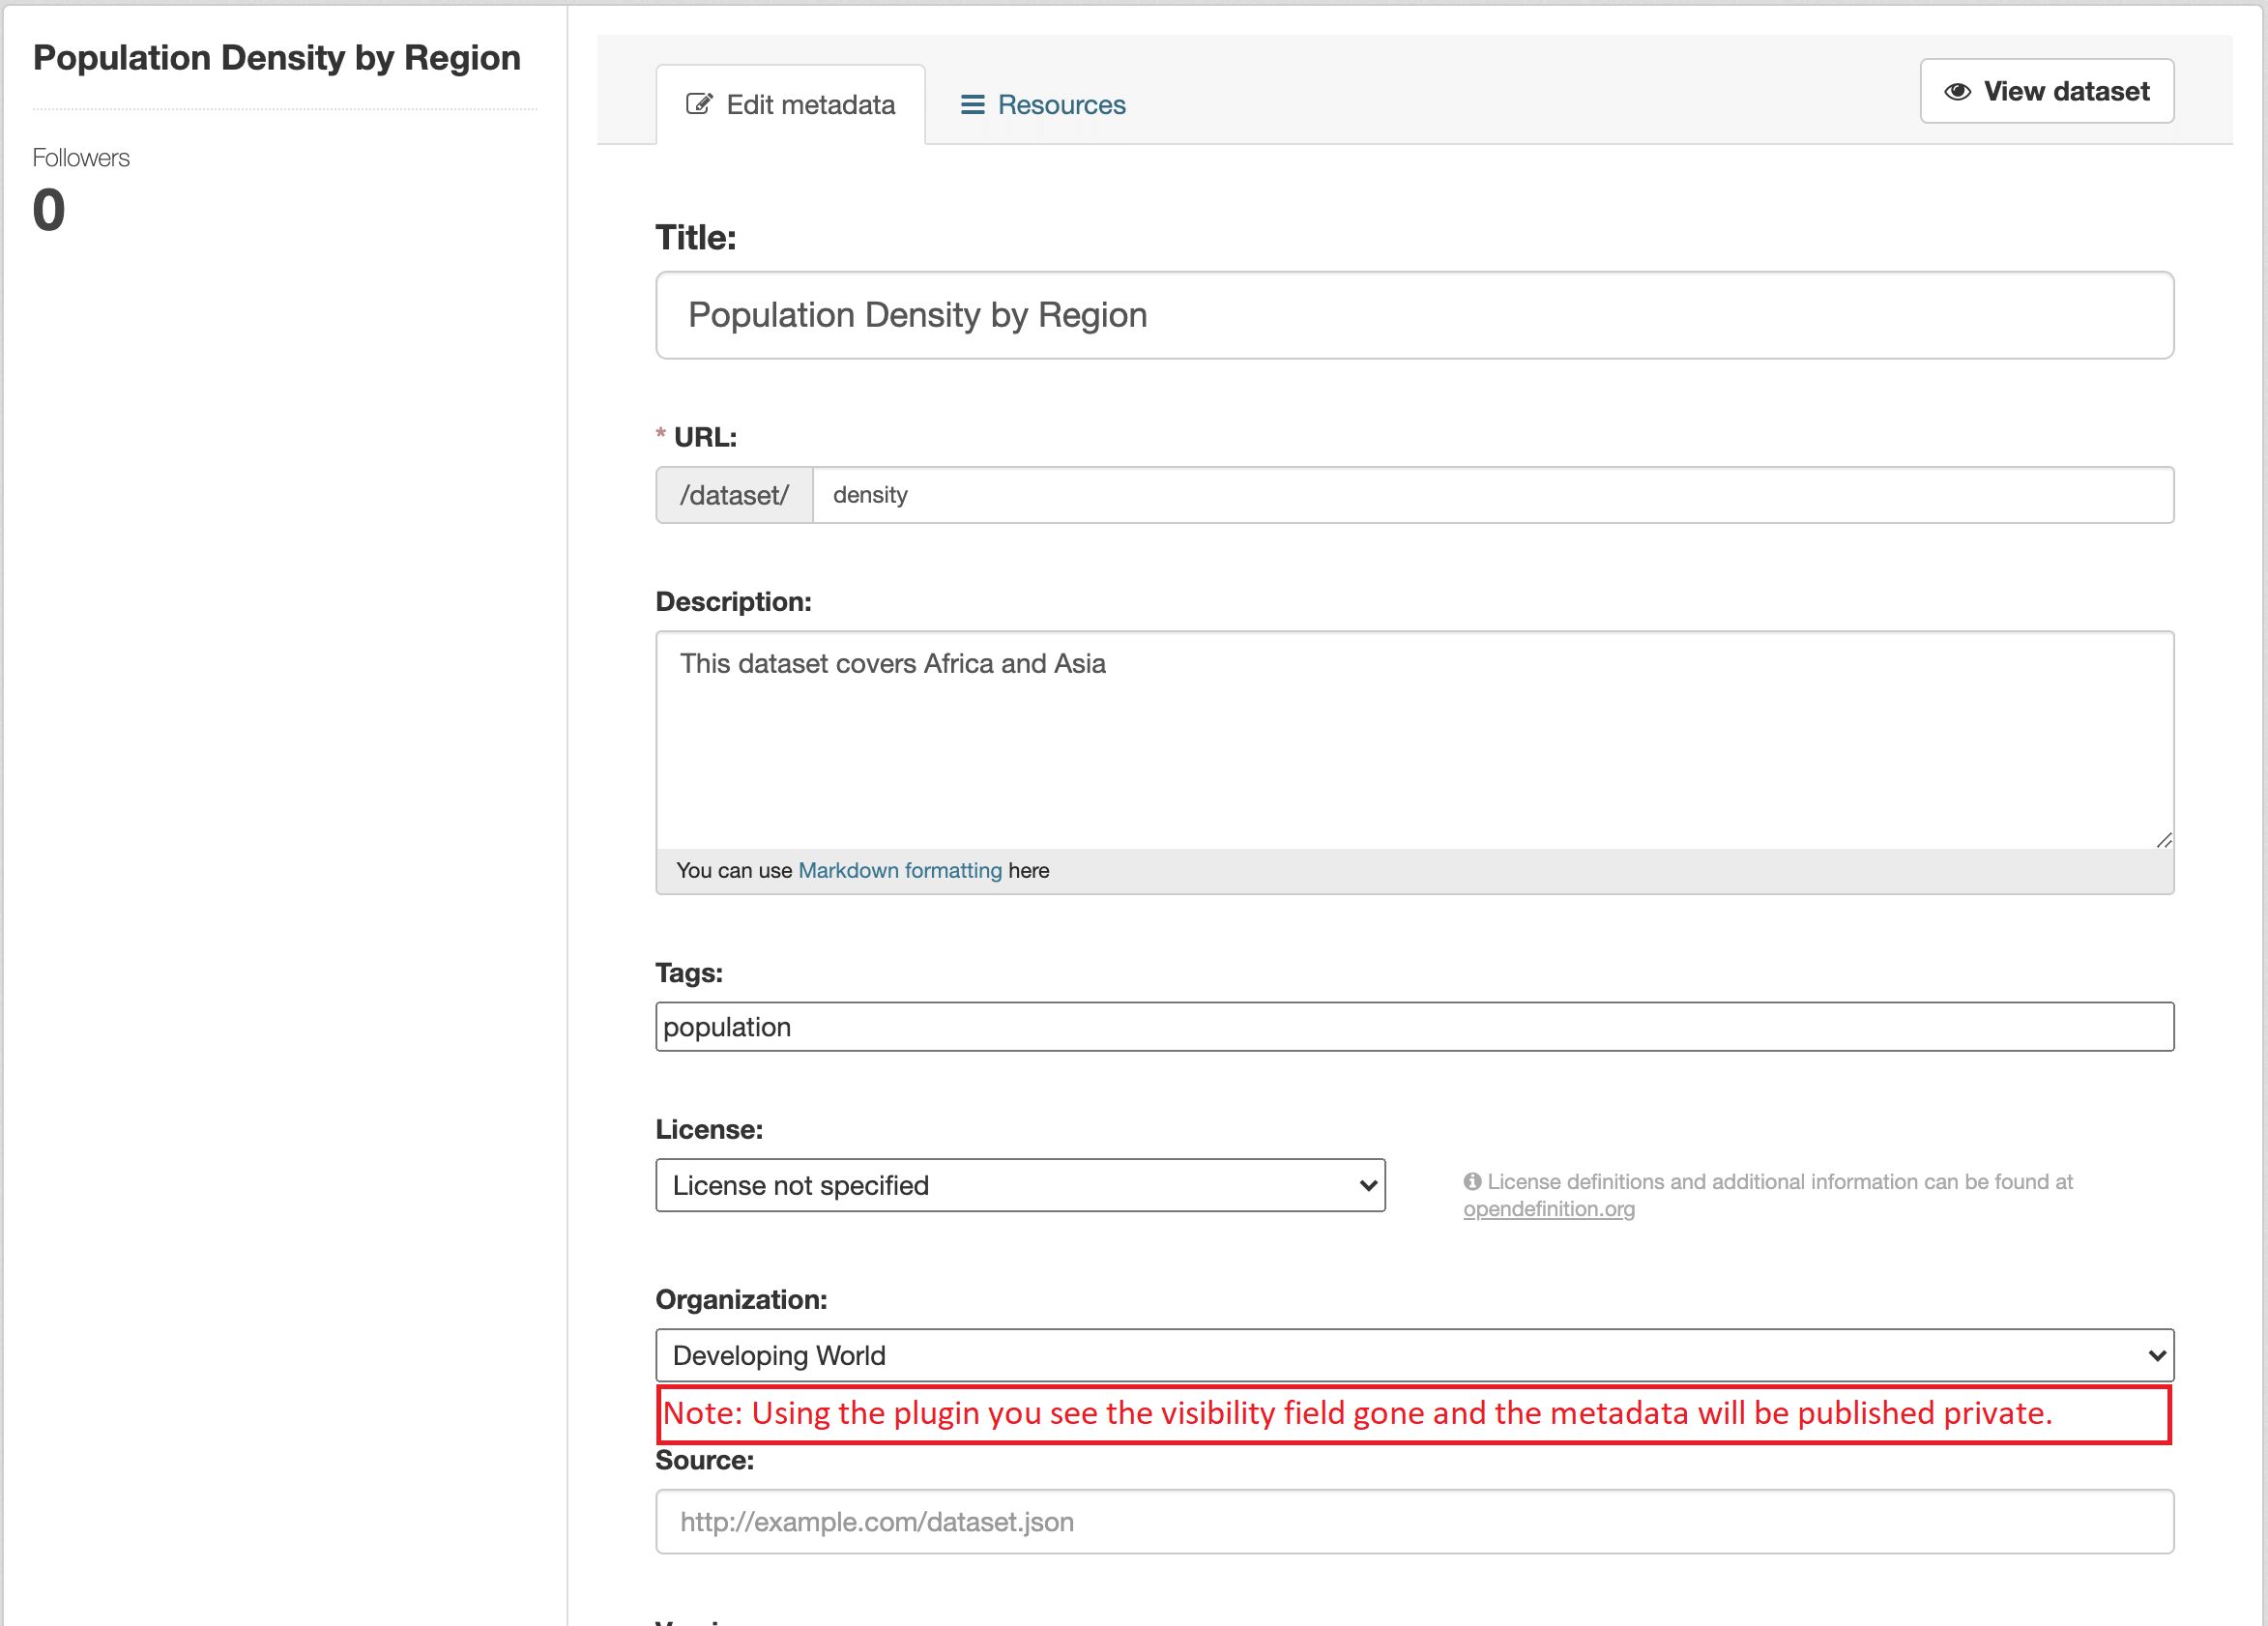 Population Density by Region
Followers
0
Edit metadata
Resources
View dataset
Title:
Population Density by Region
* URL:
/dataset/ density
Description:
This dataset covers Africa and Asia
You can use Markdown formatting here
Tags:
population
License:
License not specified
License definitions and additional information can be found at
opendefinition.org
Organization:
Developing World
Note: Using the plugin you see the visibility field gone and the metadata will be published private.
Source:
http://example.com/dataset.json